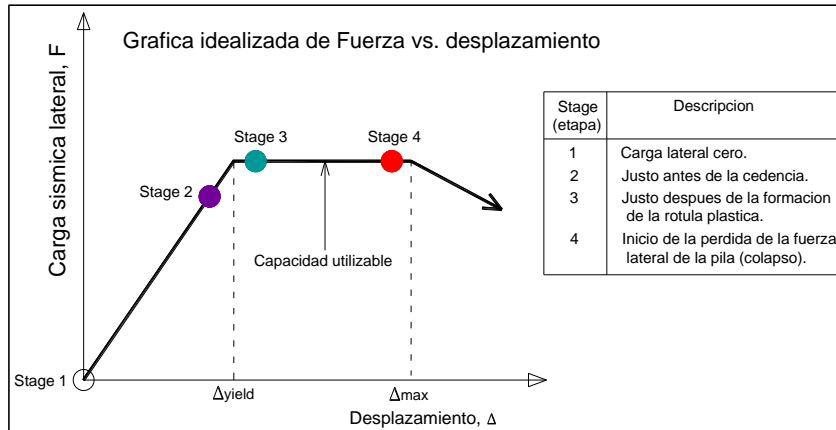 Grafica idealizada de Fuerza vs. desplazamiento
Carga sismica lateral, F
Stage 1
Stage 2
Stage 3
Stage 4
Capacidad utilizable
Δyield
Δmax
Desplazamiento, Δ
Stage
(etapa)
Descripcion
1
Carga lateral cero.
2
Justo antes de la cedencia.
3
Justo despues de la formacion
de la rotula plastica.
4
Inicio de la perdida de la fuerza
lateral de la pila (colapso).